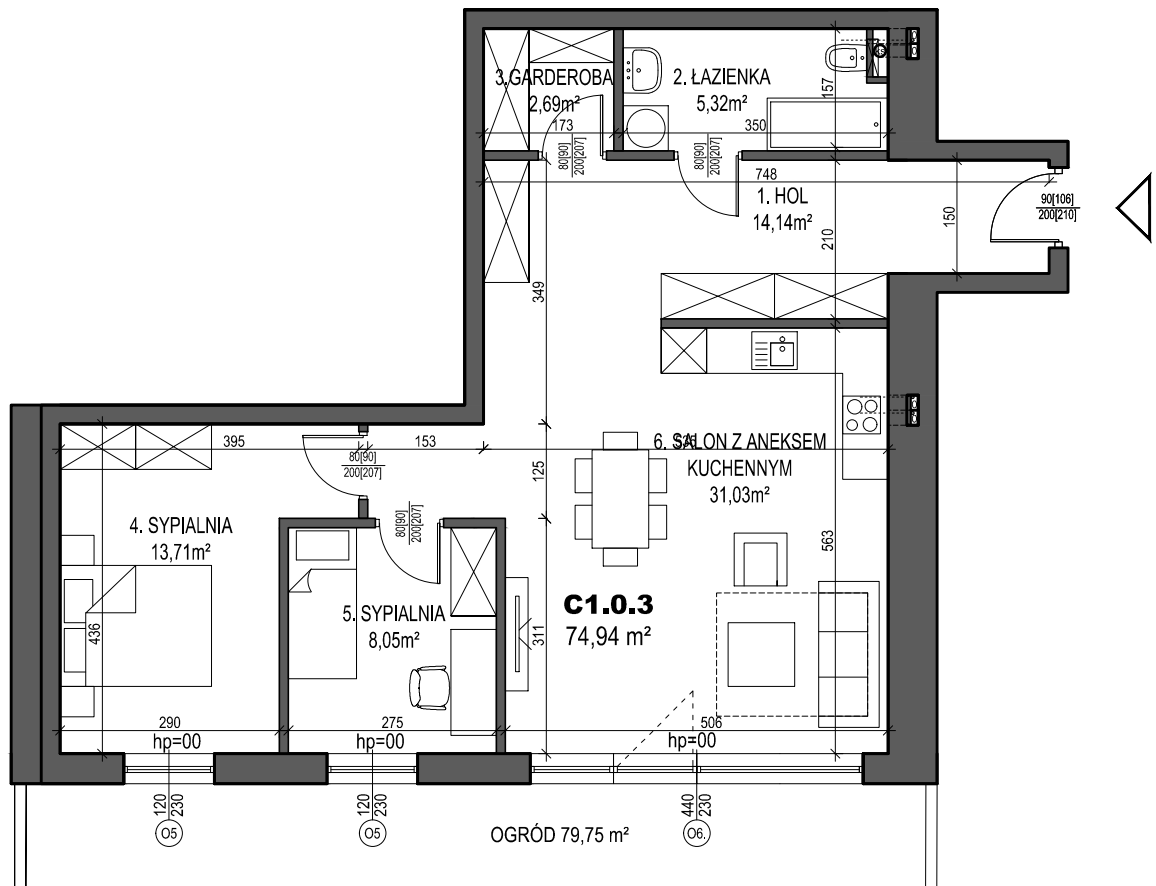 3.GARDEROBA
2,69m²
173
2. ŁAZIENKA
5,32m²
157
350
80[90]
200[207]
80[90]
200[207]
748
1. HOL
14,14m²
150
90[106]
200[210]
210
349
395
153
80[90]
200[207]
125
6. SALON Z ANEKSEM
KUCHENNYM
31,03m²
80[90]
200[207]
4. SYPIALNIA
13,71m²
563
C1.0.3
74,94 m²
5. SYPIALNIA
8,05m²
436
311
290
275
506
hp=00
hp=00
hp=00
120
230
120
230
440
230
O5
O5
O6.
OGRÓD 79,75 m²